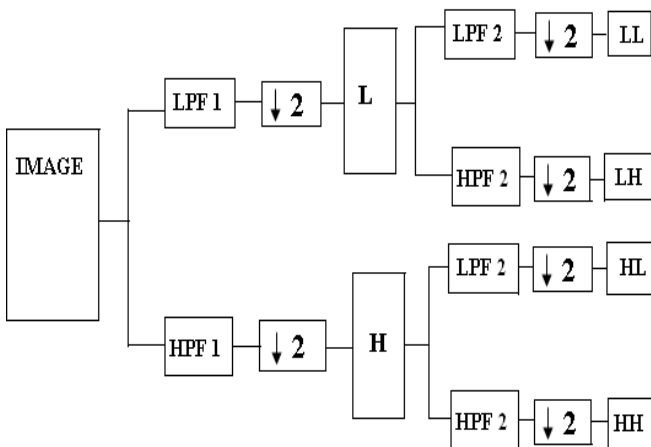 LPF 2 ↓ 2 LL
LPF 1 ↓ 2 L
IMAGE
HPF 2 ↓ 2 LH
LPF 2 ↓ 2 HL
HPF 1 ↓ 2 H
HPF 2 ↓ 2 HH